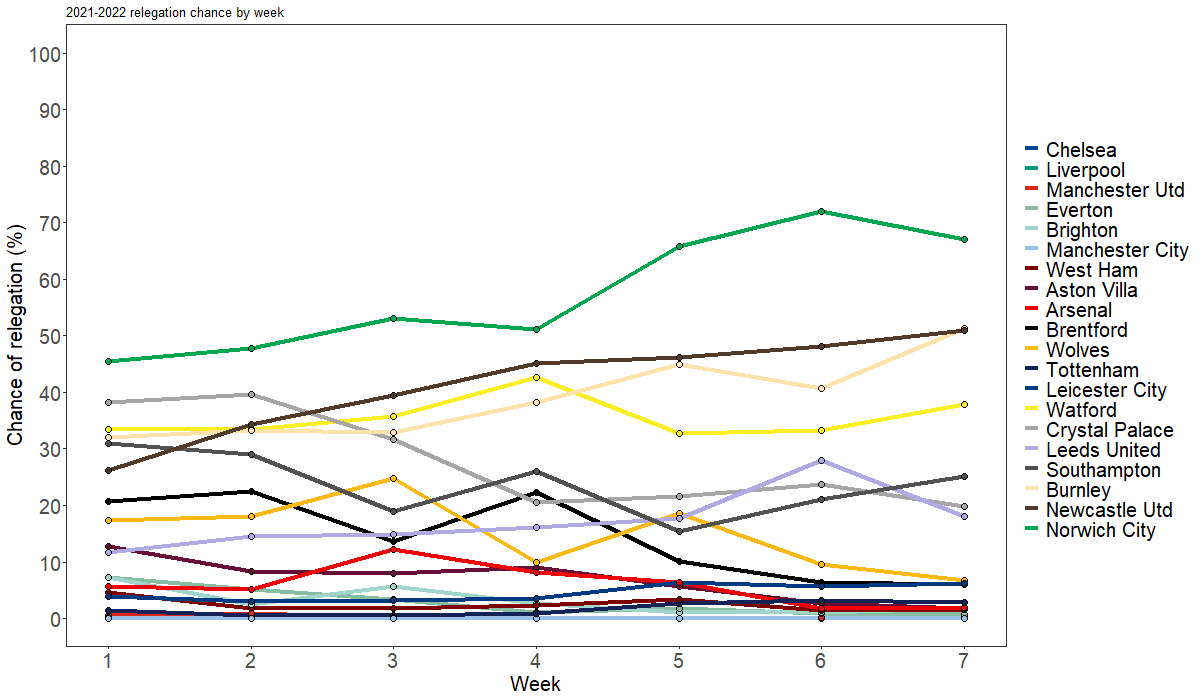 2021-2022 relegation chance by week
Chance of relegation (%)
100
90
80
70
60
50
40
30
20
10
0
1 2 3 4 5 6 7
Week
Chelsea
Liverpool
Manchester Utd
Everton
Brighton
Manchester City
West Ham
Aston Villa
Arsenal
Brentford
Wolves
Tottenham
Leicester City
Watford
Crystal Palace
Leeds United
Southampton
Burnley
Newcastle Utd
Norwich City